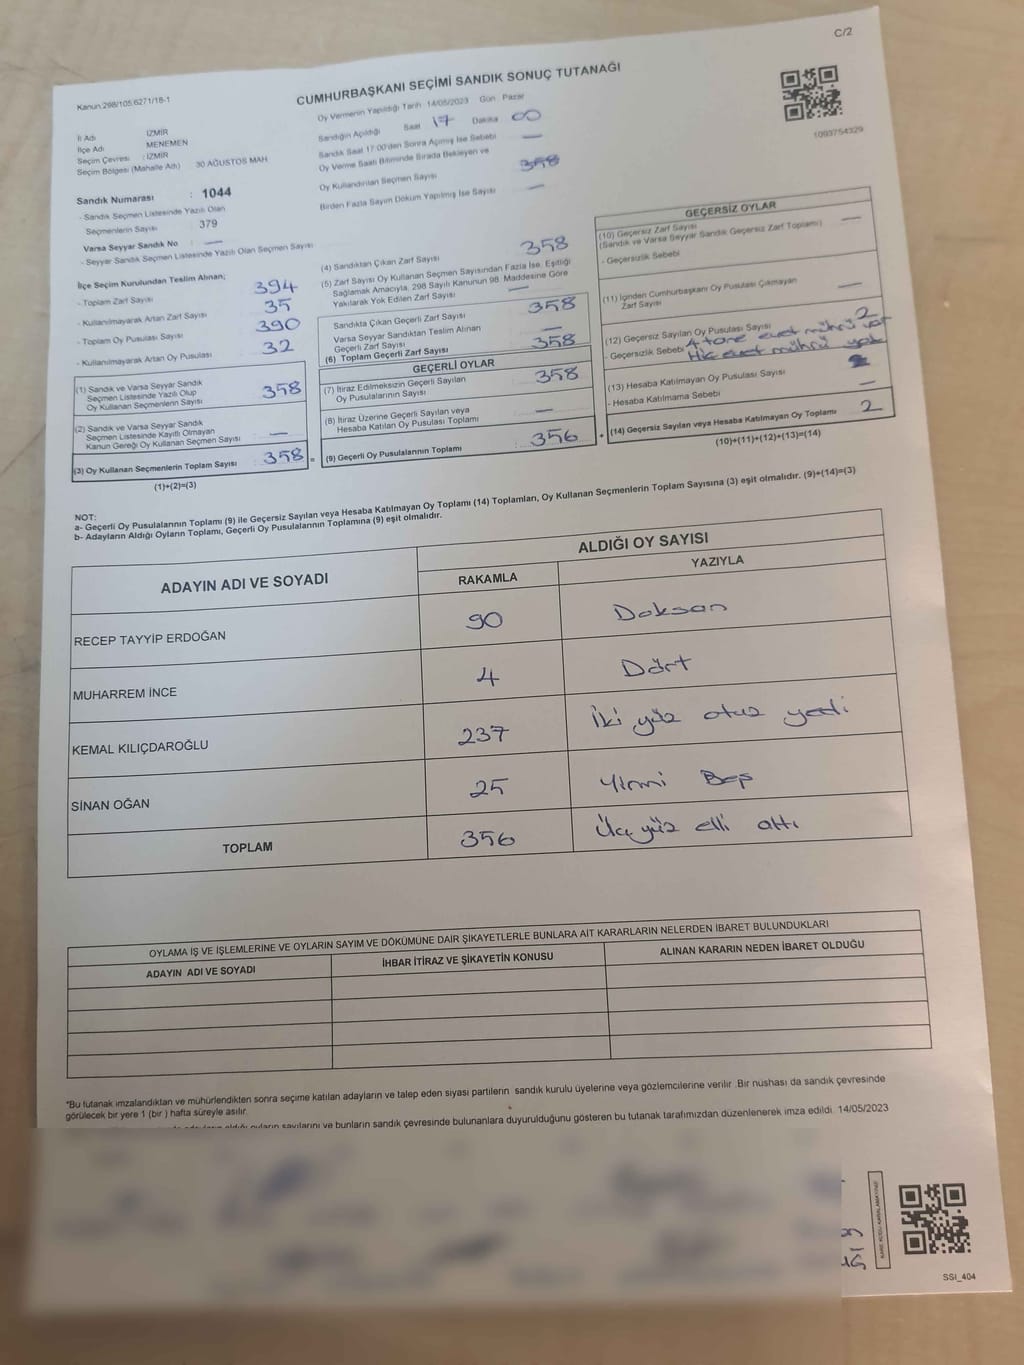 C/2
Kanun.298/105.6271/18-1
CUMHURBAŞKANI SEÇİMİ SANDIK SONUÇ TUTANAĞI
1093754329
İl Adı İZMİR
İlçe Adı MENEMEN
Seçim Çevresi : İZMİR
Seçim Bölgesi (Mahalle Adı) 30 AĞUSTOS MAH
Sandık Numarası : 1044
- Sandık Seçmen Listesinde Yazılı Olan
Seçmenlerin Sayısı : 379
Varsa Seyyar Sandık No : —
- Seyyar Sandık Seçmen Listesinde Yazılı Olan Seçmen Sayısı
Oy Vermenin Yapıldığı Tarih 14/05/2023 Gün Pazar
Sandığın Açıldığı Saat 17 Dakika 00
Sandık Saat 17:00'den Sonra Açılmış İse Sebebi —
Oy Verme Saati Bitiminde Sırada Bekleyen ve
Oy Kullandırılan Seçmen Sayısı 358
Birden Fazla Sayım Döküm Yapılmış İse Sayısı —
İlçe Seçim Kurulundan Teslim Alınan;
- Toplam Zarf Sayısı 394
- Kullanılmayarak Artan Zarf Sayısı 35
- Toplam Oy Pusulası Sayısı 390
- Kullanılmayarak Artan Oy Pusulası 32
(1) Sandık ve Varsa Seyyar Sandık
Seçmen Listesinde Yazılı Olup
Oy Kullanan Seçmenlerin Sayısı : 358
(2) Sandık ve Varsa Seyyar Sandık
Seçmen Listesinde Kayıtlı Olmayan
Kanun Gereği Oy Kullanan Seçmen Sayısı : —
(3) Oy Kullanan Seçmenlerin Toplam Sayısı : 358 =
(1)+(2)=(3)
(4) Sandıktan Çıkan Zarf Sayısı 358
(5) Zarf Sayısı Oy Kullanan Seçmen Sayısından Fazla İse, Eşitliği
Sağlamak Amacıyla, 298 Sayılı Kanunun 98. Maddesine Göre
Yakılarak Yok Edilen Zarf Sayısı —
Sandıkta Çıkan Geçerli Zarf Sayısı 358
Varsa Seyyar Sandıktan Teslim Alınan
Geçerli Zarf Sayısı —
(6) Toplam Geçerli Zarf Sayısı 358
GEÇERLİ OYLAR
(7) İtiraz Edilmeksizin Geçerli Sayılan
Oy Pusulalarının Sayısı : 358
(8) İtiraz Üzerine Geçerli Sayılan veya
Hesaba Katılan Oy Pusulası Toplamı : —
(9) Geçerli Oy Pusulalarının Toplamı : 356 +
GEÇERSİZ OYLAR
(10) Geçersiz Zarf Sayısı
(Sandık ve Varsa Seyyar Sandık Geçersiz Zarf Toplamı) —
- Geçersizlik Sebebi
(11) İçinden Cumhurbaşkanı Oy Pusulası Çıkmayan
Zarf Sayısı —
(12) Geçersiz Sayılan Oy Pusulası Sayısı 2
- Geçersizlik Sebebi 4 tane evet mührü var
Hiç evet mührü yok
(13) Hesaba Katılmayan Oy Pusulası Sayısı
- Hesaba Katılmama Sebebi —
(14) Geçersiz Sayılan veya Hesaba Katılmayan Oy Toplamı 2
(10)+(11)+(12)+(13)=(14)
NOT:
a- Geçerli Oy Pusulalarının Toplamı (9) ile Geçersiz Sayılan veya Hesaba Katılmayan Oy Toplamı (14) Toplamları, Oy Kullanan Seçmenlerin Toplam Sayısına (3) eşit olmalıdır. (9)+(14)=(3)
b- Adayların Aldığı Oyların Toplamı, Geçerli Oy Pusulalarının Toplamına (9) eşit olmalıdır.
ADAYIN ADI VE SOYADI
ALDIĞI OY SAYISI
RAKAMLA YAZIYLA
RECEP TAYYİP ERDOĞAN 90 Doksan
MUHARREM İNCE 4 Dört
KEMAL KILIÇDAROĞLU 237 İki yüz otuz yedi
SİNAN OĞAN 25 Yirmi Beş
TOPLAM 356 Üç yüz elli altı
OYLAMA İŞ VE İŞLEMLERİNE VE OYLARIN SAYIM VE DÖKÜMÜNE DAİR ŞİKAYETLERLE BUNLARA AİT KARARLARIN NELERDEN İBARET BULUNDUKLARI
ADAYIN ADI VE SOYADI İHBAR İTİRAZ VE ŞİKAYETİN KONUSU ALINAN KARARIN NEDEN İBARET OLDUĞU
*Bu tutanak imzalandıktan ve mühürlendikten sonra seçime katılan adayların ve talep eden siyasi partilerin sandık kurulu üyelerine veya gözlemcilerine verilir. Bir nüshası da sandık çevresinde
görülecek bir yere 1 (bir ) hafta süreyle asılır.
oyların sayılarını ve bunların sandık çevresinde bulunanlara duyurulduğunu gösteren bu tutanak tarafımızdan düzenlenerek imza edildi. 14/05/2023
KARE KODU KARALAMAYINIZ
SSI_404